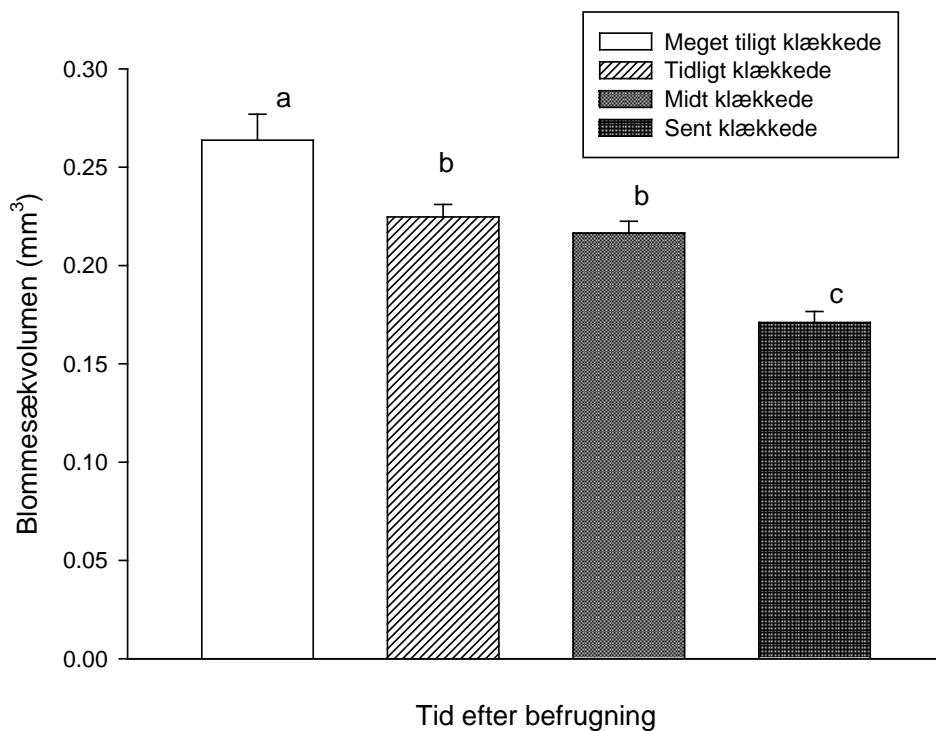 Meget tiligt klækkede
Tidligt klækkede
Midt klækkede
Sent klækkede
0.30
0.25
0.20
0.15
0.10
0.05
0.00
Blommesækvolumen (mm³)
a
b
b
c
Tid efter befrugning